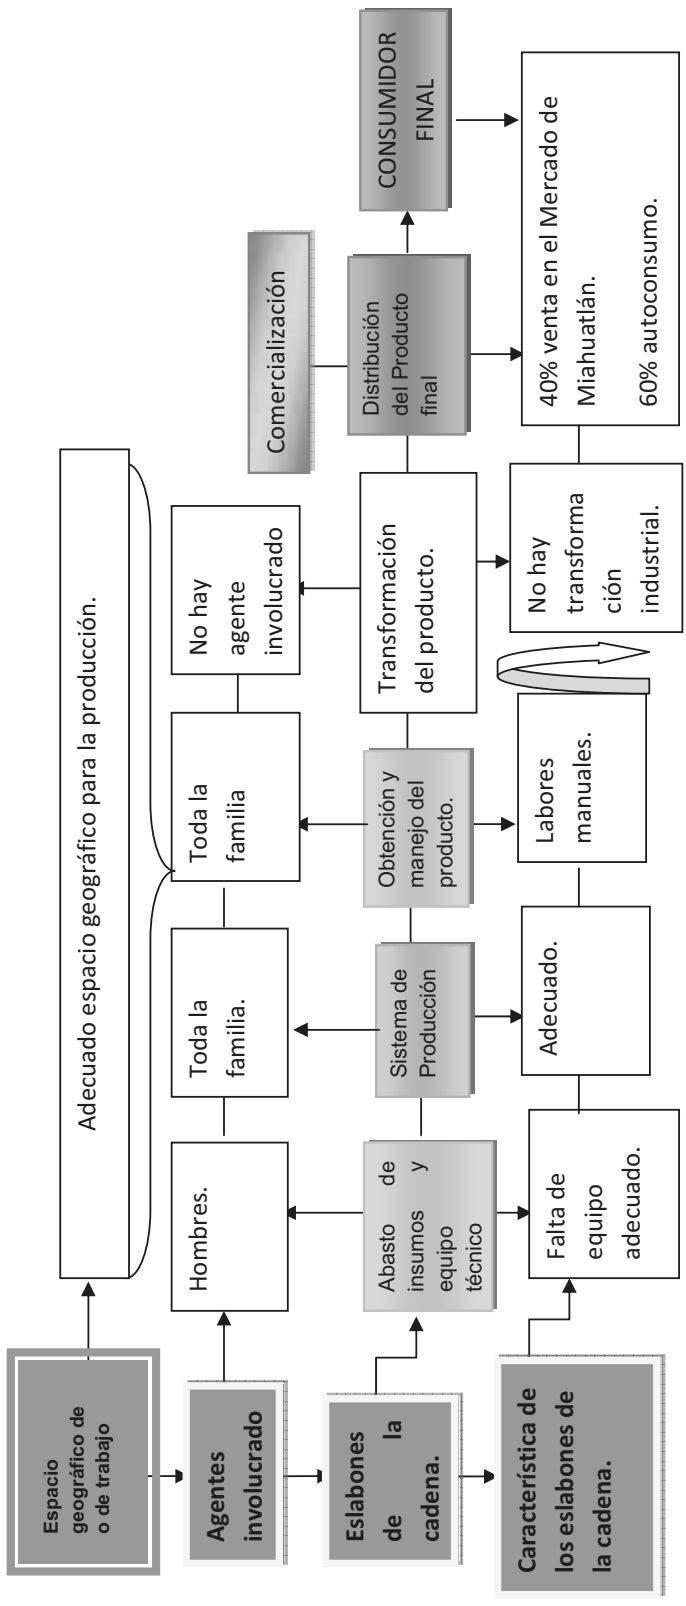 Espacio
geográfico de
o de trabajo
Adecuado espacio geográfico para la producción.
Agentes
involucrado
Hombres.
Toda la
familia.
Toda la
familia
No hay
agente
involucrado
Comercialización
Eslabones
de la
cadena.
Abasto de
insumos y
equipo
técnico
Sistema de
Producción
Obtención y
manejo del
producto.
Transformación
del producto.
Distribución
del Producto
final
CONSUMIDOR
FINAL
Característica de
los eslabones de
la cadena.
Falta de
equipo
adecuado.
Adecuado.
Labores
manuales.
No hay
transforma
ción
industrial.
40% venta en el Mercado de
Miahuatlán.
60% autoconsumo.